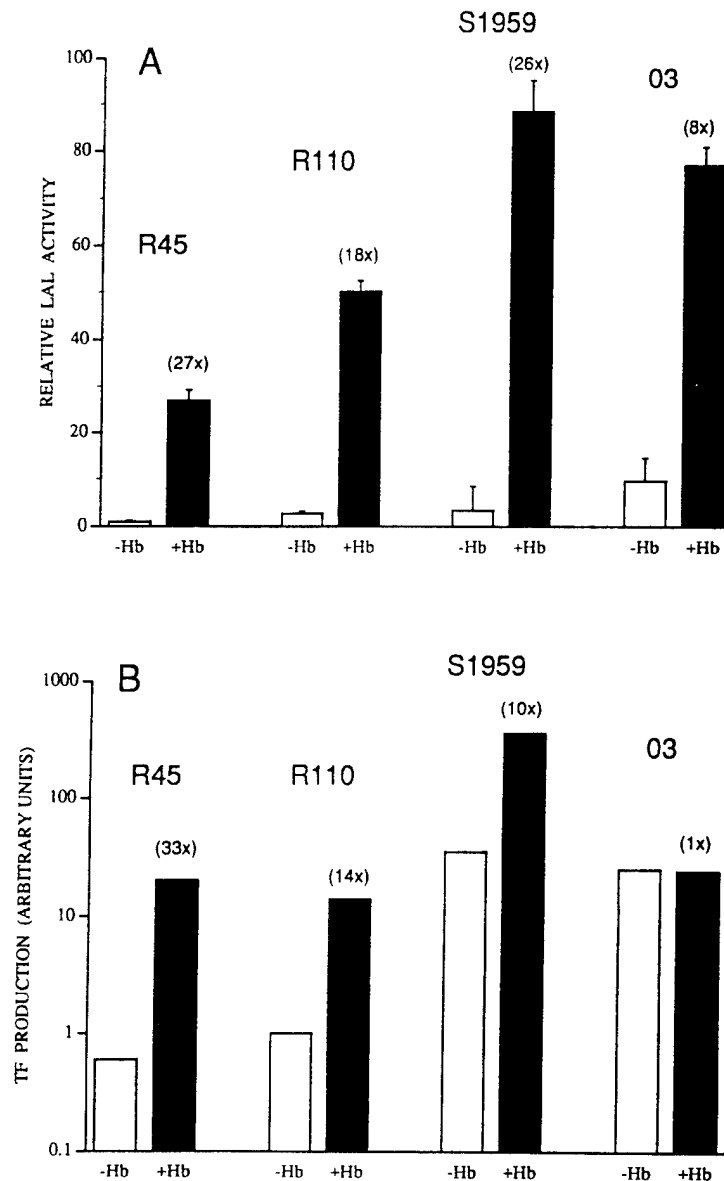 A
S1959
(26x)
03
(8x)
R110
(18x)
R45
(27x)
RELATIVE LAL ACTIVITY
100
80
60
40
20
0
-Hb +Hb -Hb +Hb -Hb +Hb -Hb +Hb
B
S1959
(10x)
03
(1x)
R45
(33x)
R110
(14x)
TF PRODUCTION (ARBITRARY UNITS)
1000
100
10
1
0.1
-Hb +Hb -Hb +Hb -Hb +Hb -Hb +Hb